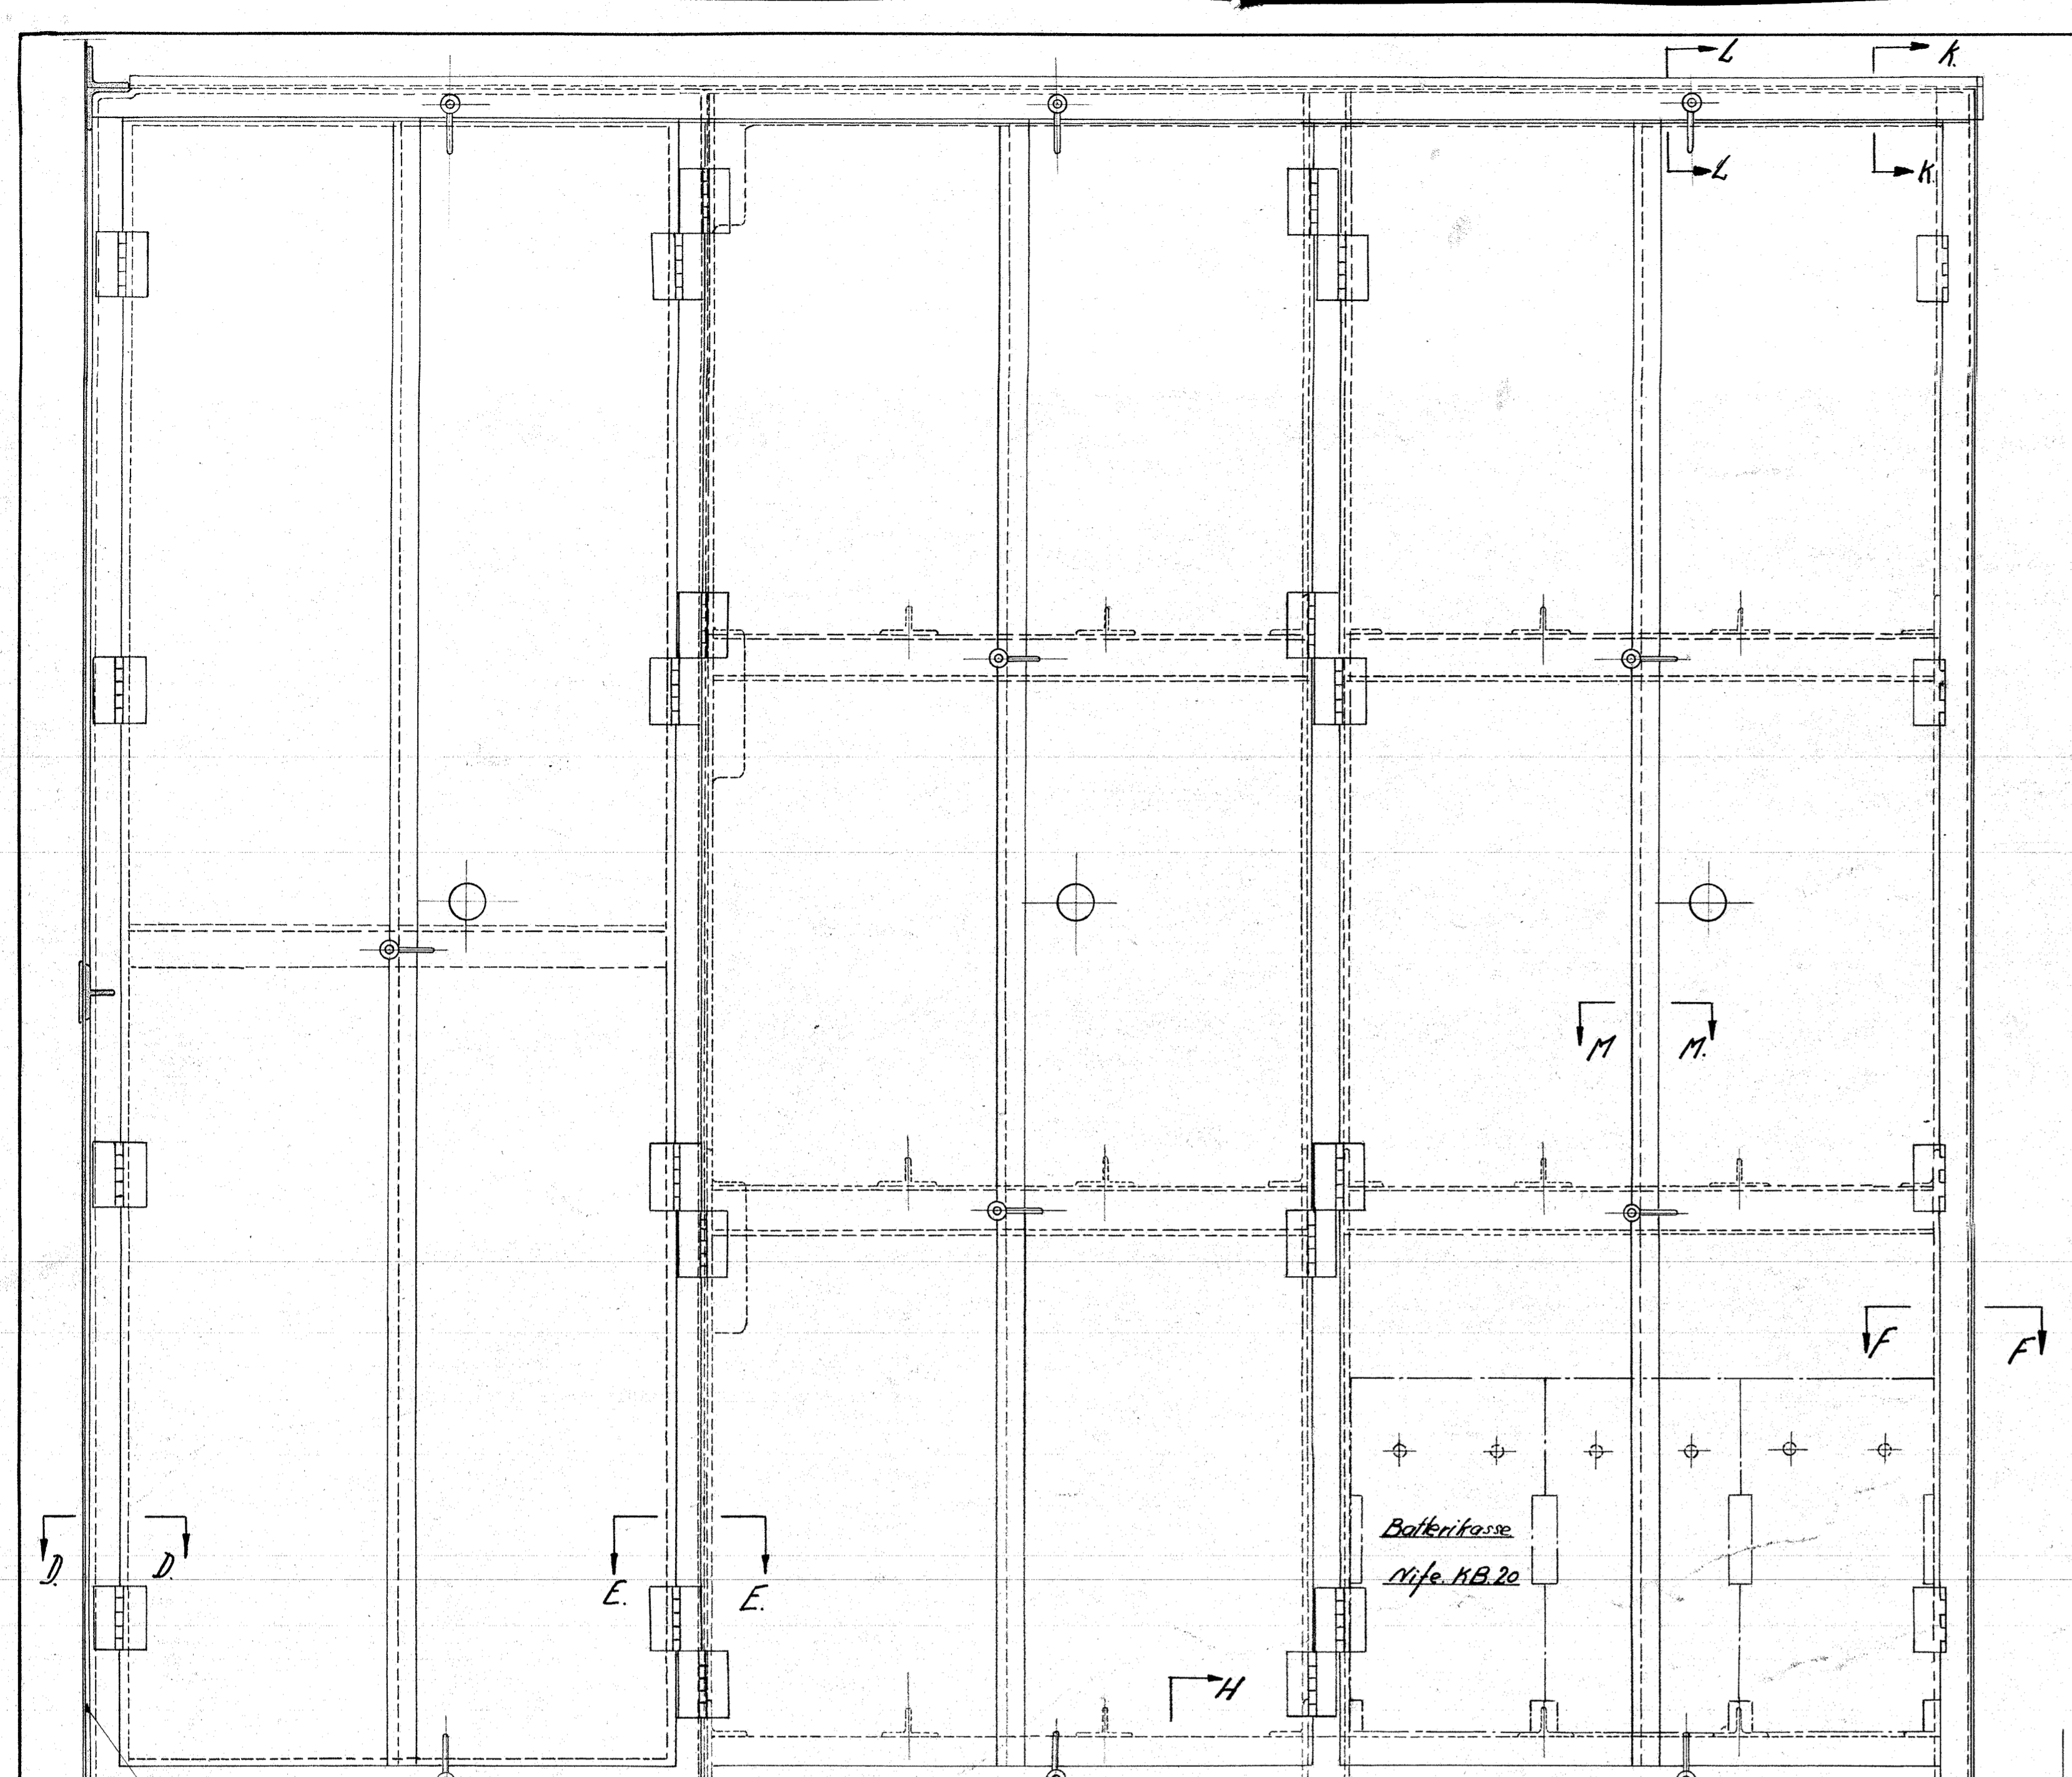 L K.
L K.
M M.
F F
D. D. E. E.
Batterikasse
Nife. KB. 20
H